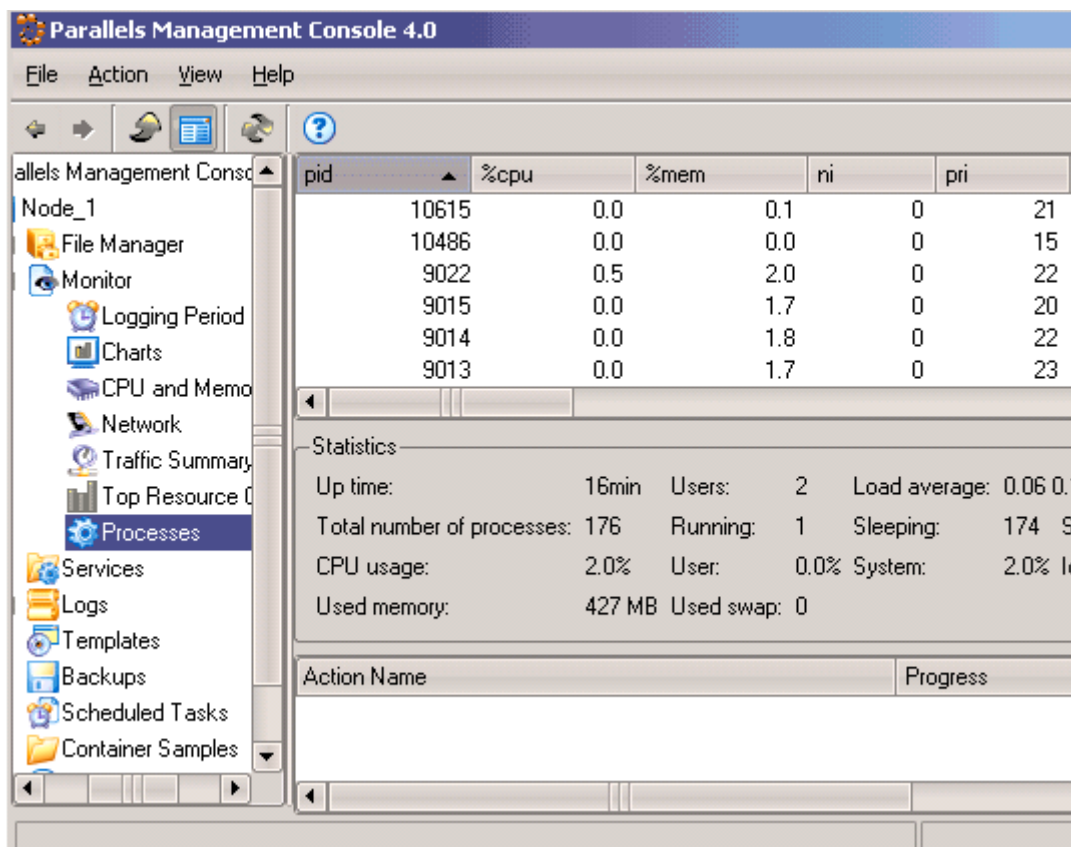 Parallels Management Console 4.0
File Action View Help
allels Management Consc
Node_1
File Manager
Monitor
Logging Period
Charts
CPU and Memo
Network
Traffic Summary
Top Resource
Processes
Services
Logs
Templates
Backups
Scheduled Tasks
Container Samples
pid %cpu %mem ni pri
10615 0.0 0.1 0 21
10486 0.0 0.0 0 15
9022 0.5 2.0 0 22
9015 0.0 1.7 0 20
9014 0.0 1.8 0 22
9013 0.0 1.7 0 23
Statistics
Up time: 16min Users: 2 Load average: 0.06
Total number of processes: 176 Running: 1 Sleeping: 174
CPU usage: 2.0% User: 0.0% System: 2.0%
Used memory: 427 MB Used swap: 0
Action Name Progress